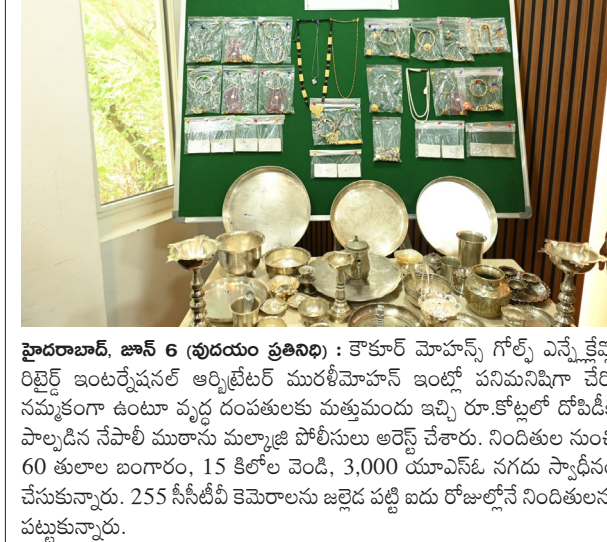 హైదరాబాద్, జూన్ 6 (వుదయం ప్రతినిధి) : కౌకూర్ మోహన్స్ గోల్ఫ్ ఎన్క్లేవ్లో
రిటైర్డ్ ఇంటర్నేషనల్ ఆర్బిట్రేటర్ మురళీమోహన్ ఇంట్లో పనిమనిషిగా చేరి
నమ్మకంగా ఉంటూ వృద్ధ దంపతులకు మత్తుమందు ఇచ్చి రూ.కోట్లలో దోపిడీకి
పాల్పడిన నేపాలీ ముఠాను మల్కాజ్రి పోలీసులు అరెస్ట్ చేశారు. నిందితుల నుంచి
60 తులాల బంగారం, 15 కిలోల వెండి, 3,000 యూఎస్ఓ నగదు స్వాధీనం
చేసుకున్నారు. 255 సీసీటీవీ కెమెరాలను జల్లెడ పట్టి ఐదు రోజుల్లోనే నిందితులను
పట్టుకున్నారు.